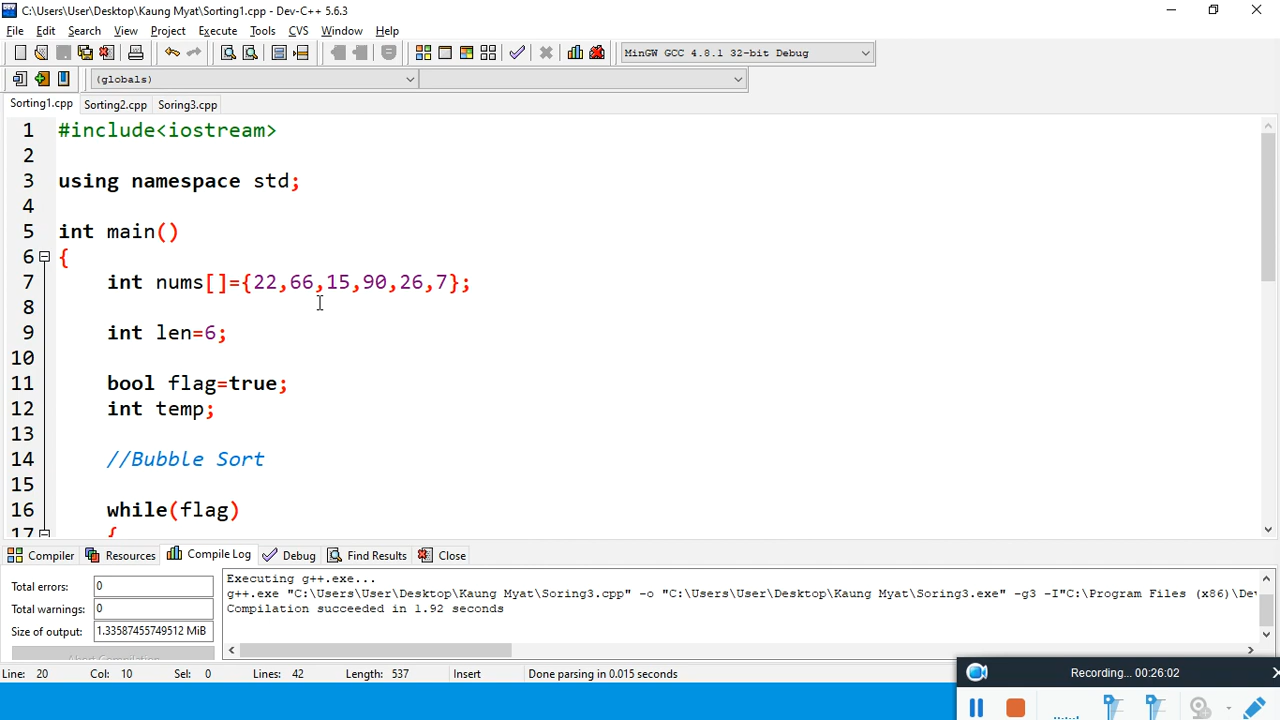 C:\Users\User\Desktop\Kaung Myat\Sorting1.cpp - Dev-C++ 5.6.3
File Edit Search View Project Execute Tools CVS Window Help
MinGW GCC 4.8.1 32-bit Debug
(globals)
Sorting1.cpp Sorting2.cpp Soring3.cpp
1 #include<iostream>
2
3 using namespace std;
4
5 int main()
6 {
7 int nums[]={22,66,15,90,26,7};
8
9 int len=6;
10
11 bool flag=true;
12 int temp;
13
14 //Bubble Sort
15
16 while(flag)
17 {
Compiler Resources Compile Log Debug Find Results Close
Total errors: 0
Total warnings: 0
Size of output: 1.33587455749512 MiB
Abort Compilation
Executing g++.exe...
g++.exe "C:\Users\User\Desktop\Kaung Myat\Soring3.cpp" -o "C:\Users\User\Desktop\Kaung Myat\Soring3.exe" -g3 -I"C:\Program Files (x86)\Dev
Compilation succeeded in 1.92 seconds
Line: 20 Col: 10 Sel: 0 Lines: 42 Length: 537 Insert Done parsing in 0.015 seconds
Recording... 00:26:02